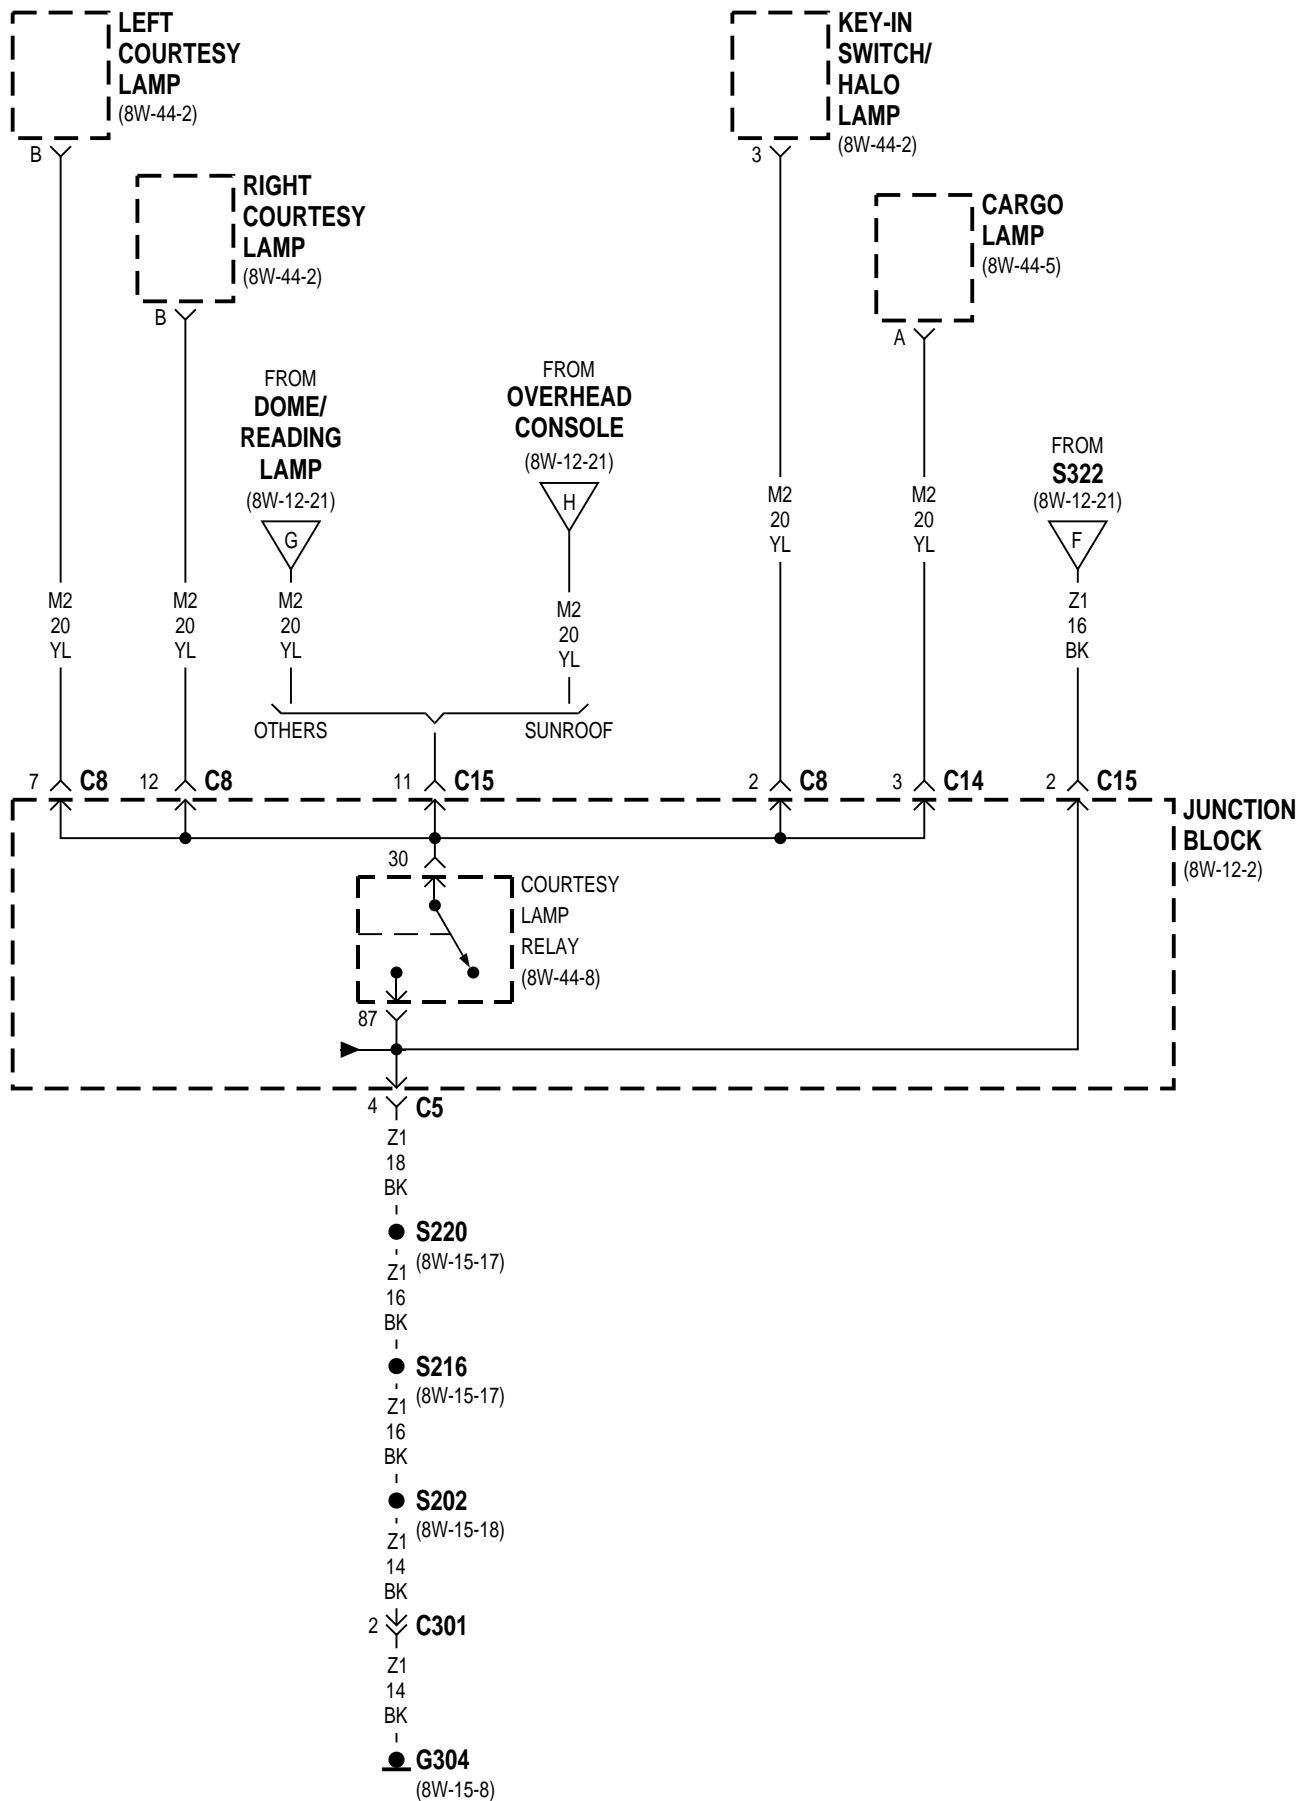 LEFT
COURTESY
LAMP
(8W-44-2)
B
RIGHT
COURTESY
LAMP
(8W-44-2)
B
KEY-IN
SWITCH/
HALO
LAMP
(8W-44-2)
3
CARGO
LAMP
(8W-44-5)
A
FROM
DOME/
READING
LAMP
(8W-12-21)
G
FROM
OVERHEAD
CONSOLE
(8W-12-21)
H
FROM
S322
(8W-12-21)
F
M2
20
YL
M2
20
YL
M2
20
YL
M2
20
YL
M2
20
YL
M2
20
YL
Z1
16
BK
OTHERS
SUNROOF
7 C8
12 C8
11 C15
2 C8
3 C14
2 C15
JUNCTION
BLOCK
(8W-12-2)
30
COURTESY
LAMP
RELAY
(8W-44-8)
87
4 C5
Z1
18
BK
S220
(8W-15-17)
Z1
16
BK
S216
(8W-15-17)
Z1
16
BK
S202
(8W-15-18)
Z1
14
BK
2 C301
Z1
14
BK
G304
(8W-15-8)